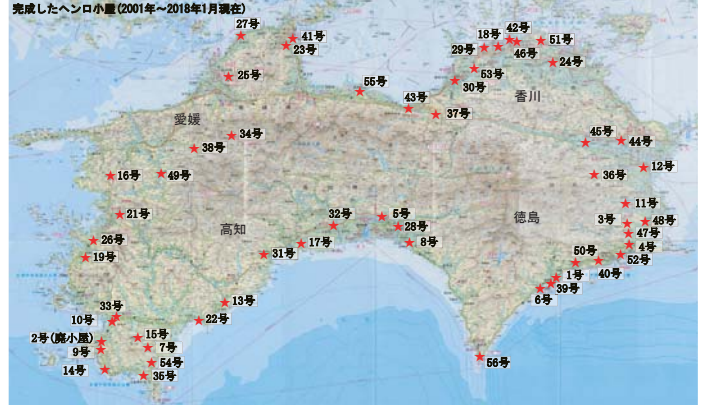 完成したヘンロ小屋(2001年～2018年1月現在)
27号
41号
23号
25号
55号
43号
37号
29号
18号
42号
46号
51号
24号
53号
30号
香川
愛媛
34号
38号
45号
44号
16号
49号
36号
12号
21号
高知
32号
5号
28号
8号
17号
31号
徳島
11号
3号
48号
47号
4号
26号
19号
52号
50号
40号
1号
39号
6号
13号
22号
33号
10号
2号(廃小屋)
9号
15号
7号
54号
14号
35号
56号